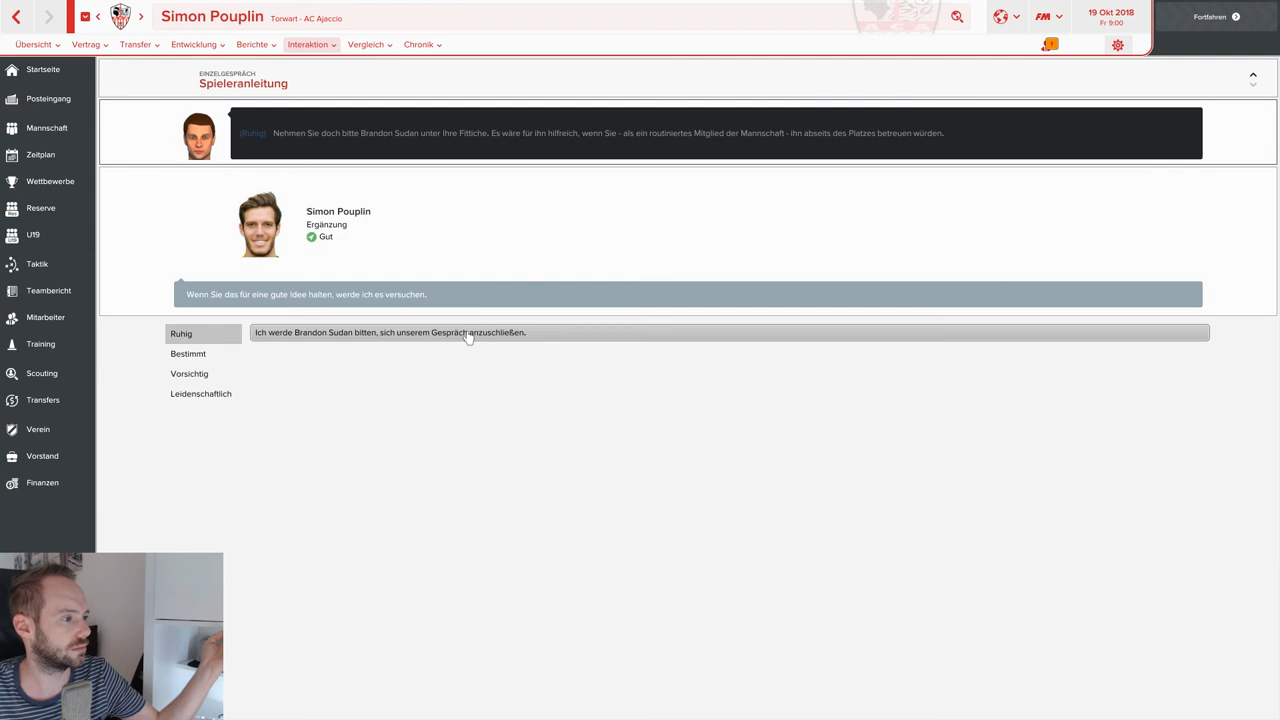 Simon Pouplin Torwart - AC Ajaccio
FM
19 Okt 2018
Fr 9:00
Fortfahren
Übersicht Vertrag Transfer Entwicklung Berichte Interaktion Vergleich Chronik
1
Startseite
Posteingang
Mannschaft
Zeitplan
Wettbewerbe
Res
Reserve
U19
U19
Taktik
Teambericht
Mitarbeiter
Training
Scouting
Transfers
Verein
Vorstand
Finanzen
EINZELGESPRÄCH
Spieleranleitung
(Ruhig) Nehmen Sie doch bitte Brandon Sudan unter Ihre Fittiche. Es wäre für ihn hilfreich, wenn Sie - als ein routiniertes Mitglied der Mannschaft - ihn abseits des Platzes betreuen würden.
Simon Pouplin
Ergänzung
Gut
Wenn Sie das für eine gute Idee halten, werde ich es versuchen.
Ruhig
Ich werde Brandon Sudan bitten, sich unserem Gespräch anzuschließen.
Bestimmt
Vorsichtig
Leidenschaftlich